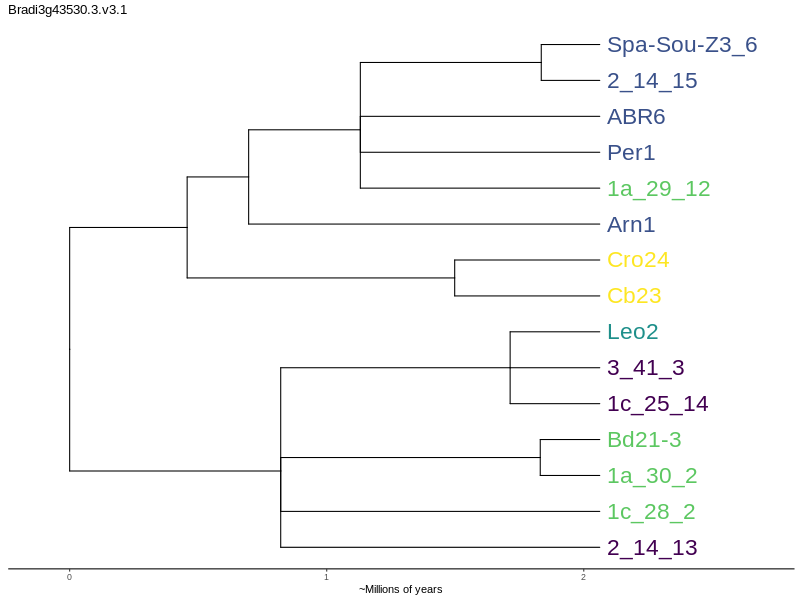 Bradi3g43530.3.v3.1
Spa-Sou-Z3_6
2_14_15
ABR6
Per1
1a_29_12
Arn1
Cro24
Cb23
Leo2
3_41_3
1c_25_14
Bd21-3
1a_30_2
1c_28_2
2_14_13
0 1 2
~Millions of years